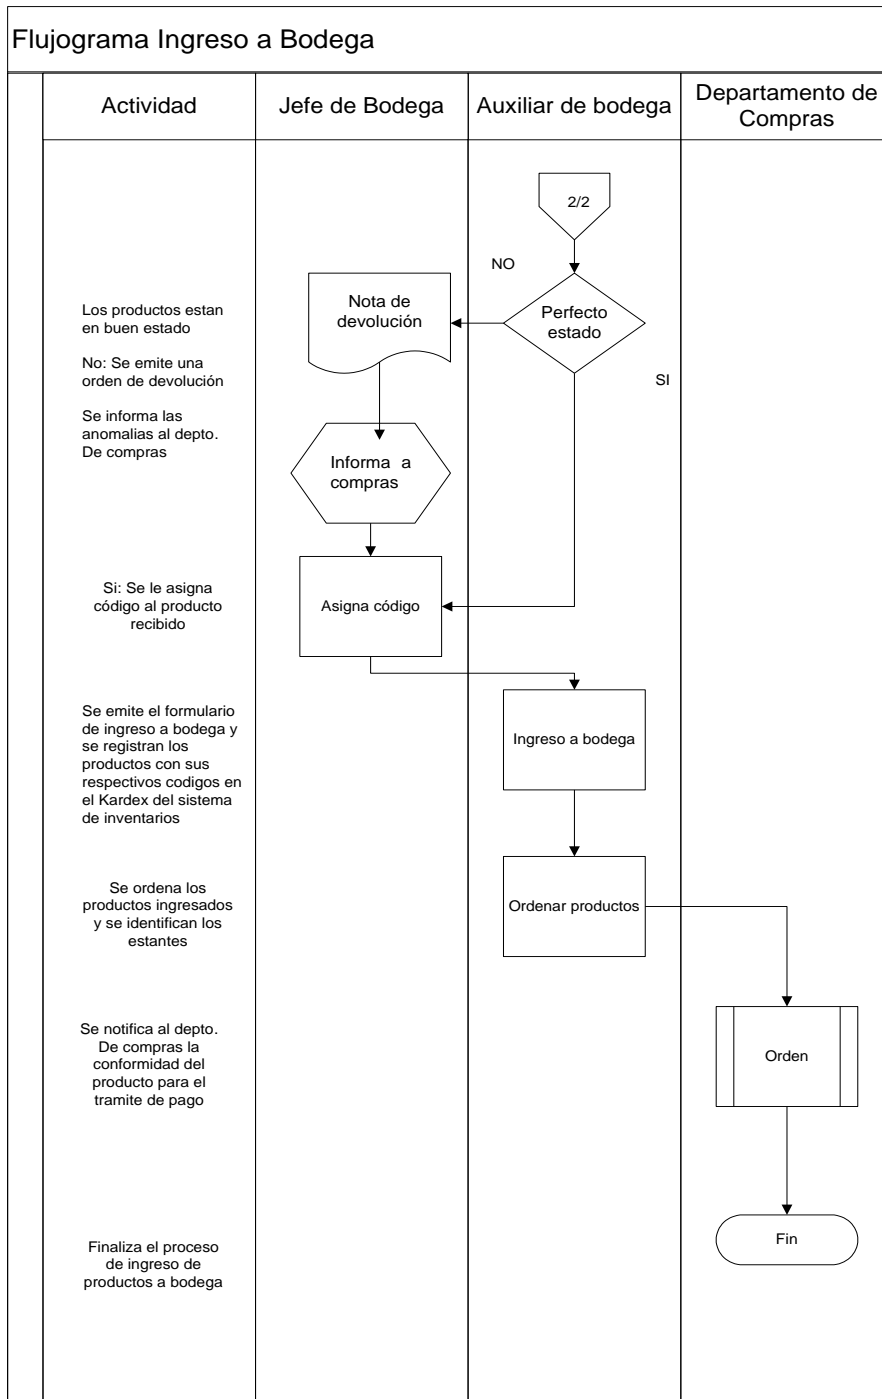 Flujograma Ingreso a Bodega
Actividad
Jefe de Bodega
Auxiliar de bodega
Departamento de
Compras
2/2
NO
Nota de
devolución
Perfecto
estado
Los productos estan
en buen estado
No: Se emite una
orden de devolución
Se informa las
anomalias al depto.
De compras
SI
Informa a
compras
Si: Se le asigna
código al producto
recibido
Asigna código
Se emite el formulario
de ingreso a bodega y
se registran los
productos con sus
respectivos codigos en
el Kardex del sistema
de inventarios
Ingreso a bodega
Se ordena los
productos ingresados
y se identifican los
estantes
Ordenar productos
Se notifica al depto.
De compras la
conformidad del
producto para el
tramite de pago
Orden
Finaliza el proceso
de ingreso de
productos a bodega
Fin